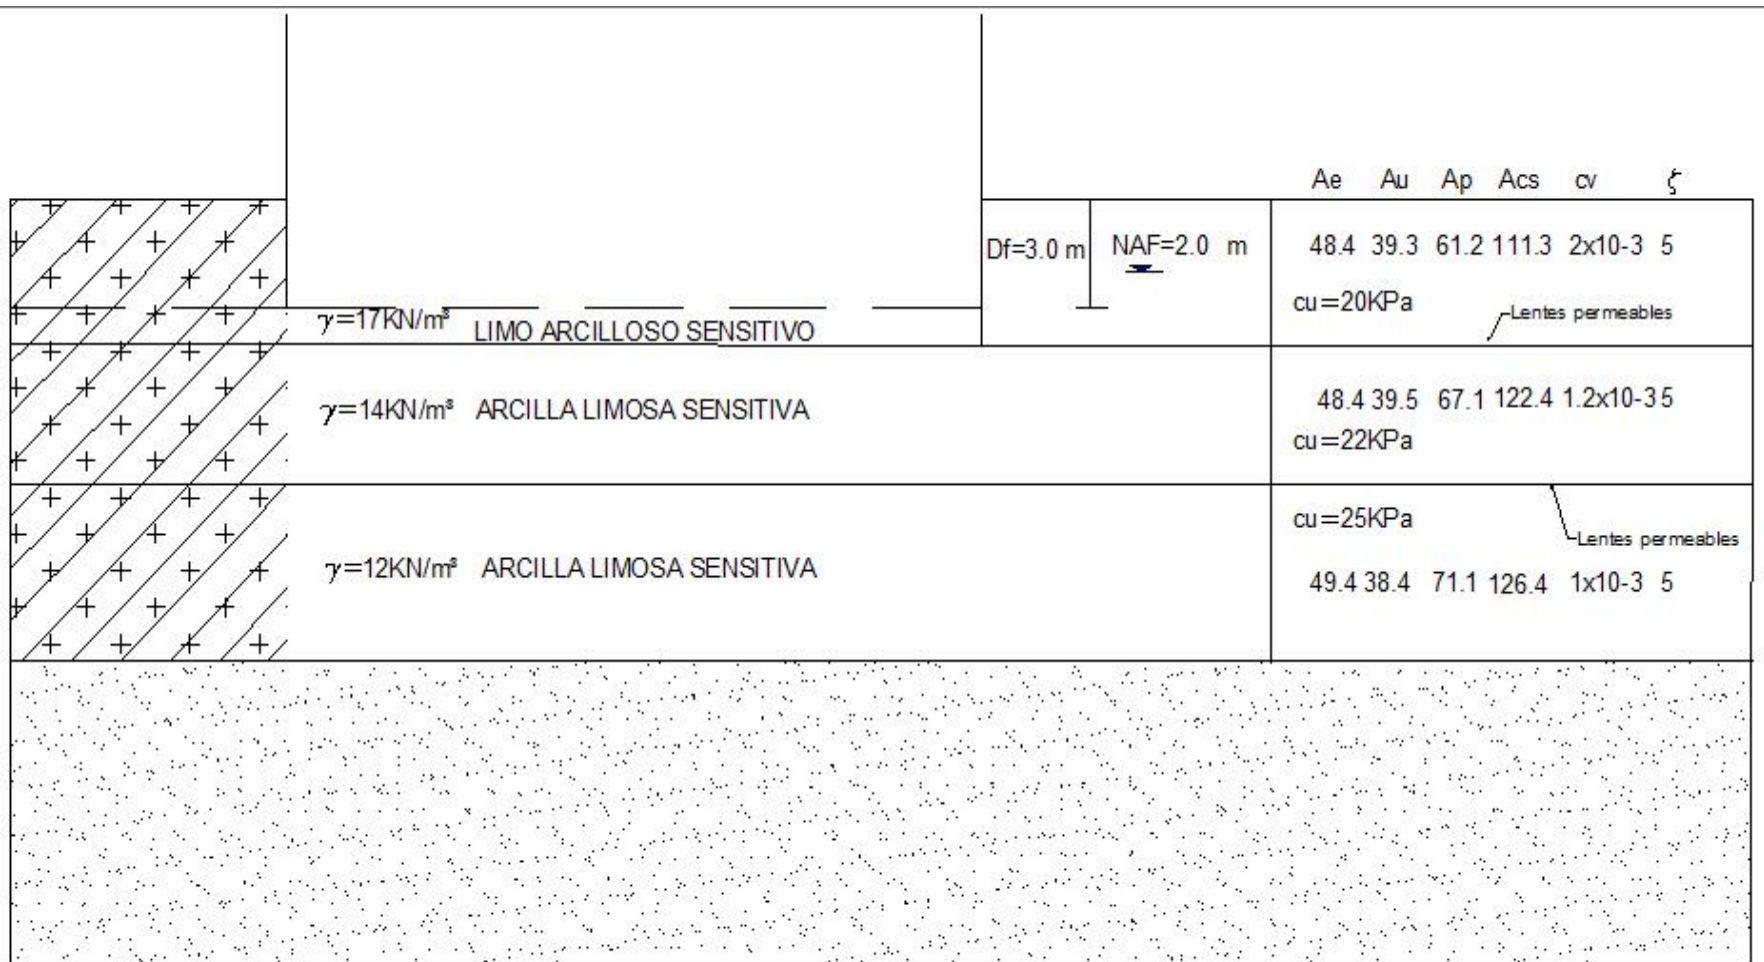 Ae Au Ap Acs cv ζ
Df=3.0 m NAF=2.0 m 48.4 39.3 61.2 111.3 2x10-3 5
cu=20KPa
Lentes permeables
γ=17KN/m³ LIMO ARCILLOSO SENSITIVO
γ=14KN/m³ ARCILLA LIMOSA SENSITIVA 48.4 39.5 67.1 122.4 1.2x10-3 5
cu=22KPa
cu=25KPa
Lentes permeables
γ=12KN/m³ ARCILLA LIMOSA SENSITIVA 49.4 38.4 71.1 126.4 1x10-3 5